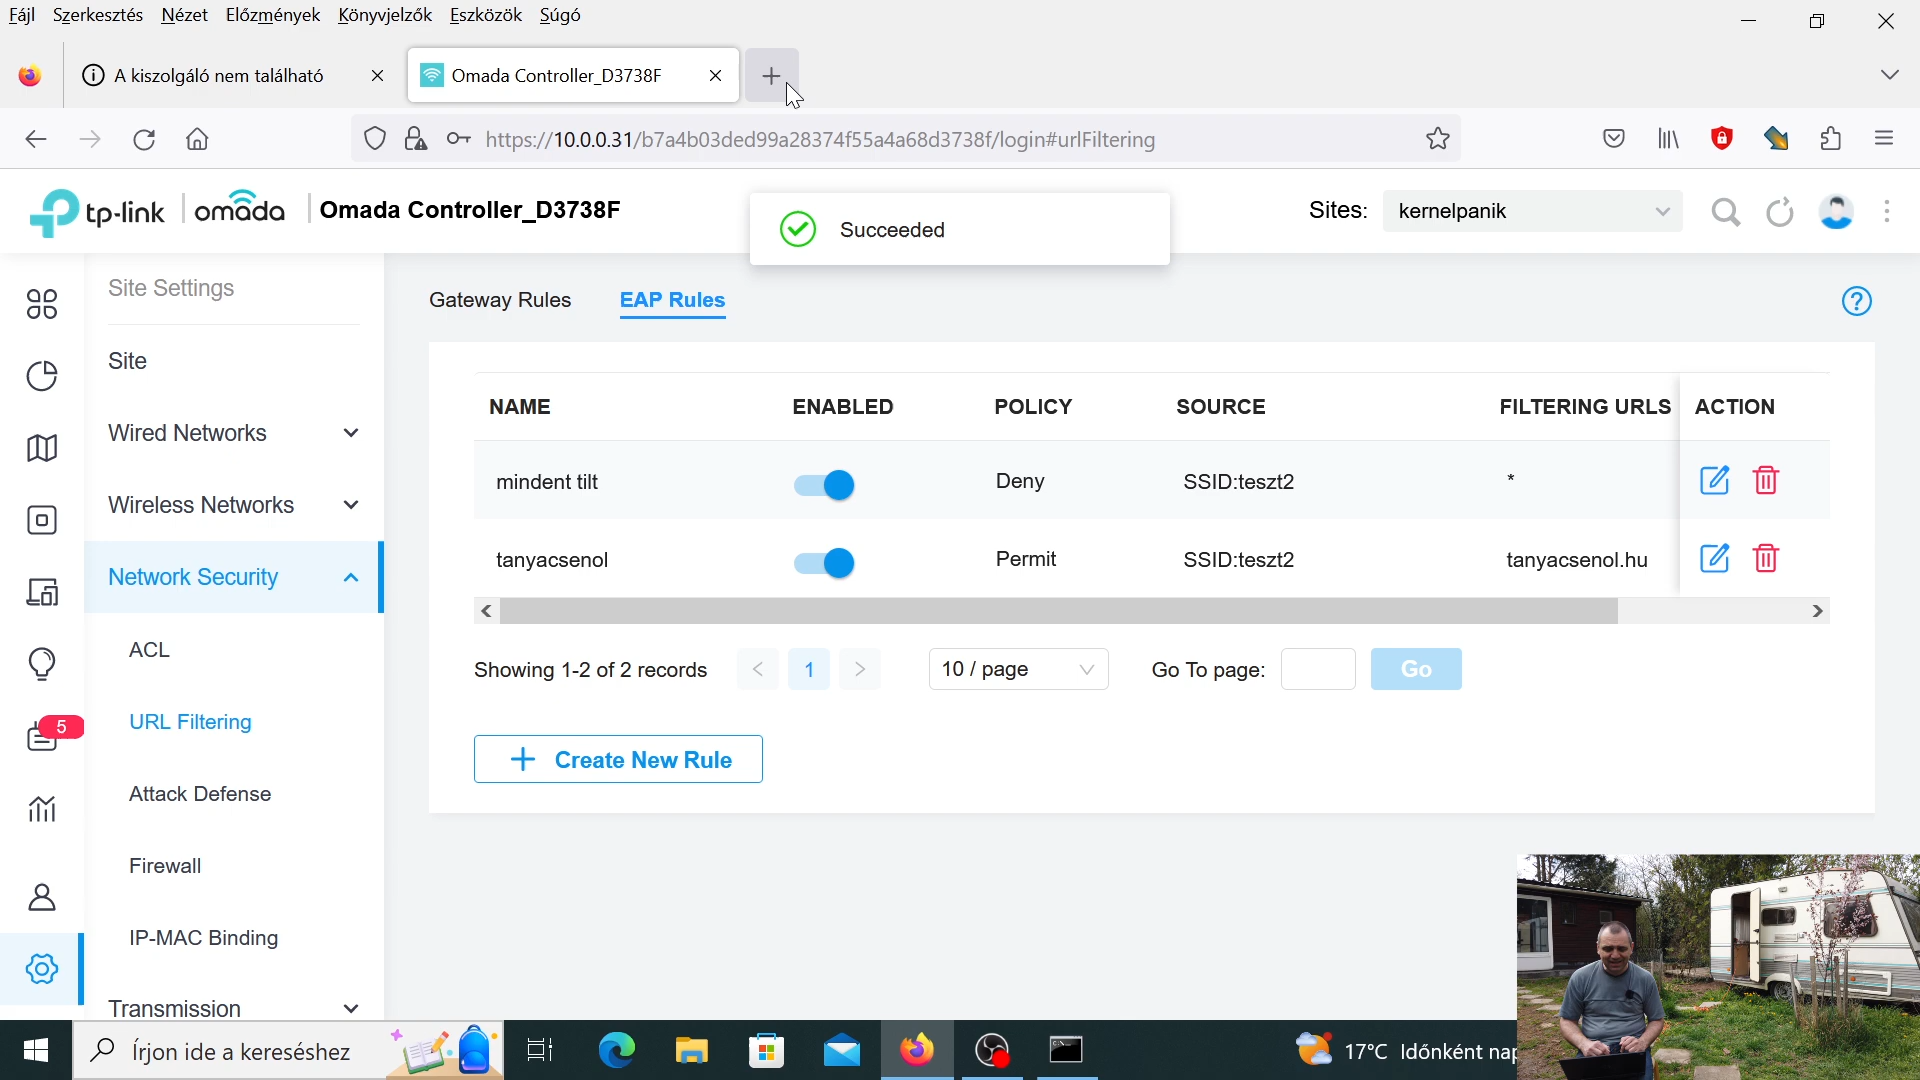 Fájl Szerkesztés Nézet Előzmények Könyvjelzők Eszközök Súgó
A kiszolgáló nem található
Omada Controller_D3738F
https://10.0.0.31/b7a4b03ded99a28374f55a4a68d3738f/login#urlFiltering
tp-link omada Omada Controller_D3738F
Succeeded
Sites: kernelpanik
Site Settings
Site
Wired Networks
Wireless Networks
Network Security
ACL
URL Filtering
5
Attack Defense
Firewall
IP-MAC Binding
Transmission
Gateway Rules EAP Rules
NAME ENABLED POLICY SOURCE FILTERING URLS ACTION
mindent tilt Deny SSID:teszt2 *
tanyacsenol Permit SSID:teszt2 tanyacsenol.hu
Showing 1-2 of 2 records < 1 > 10 / page Go To page: Go
+ Create New Rule
Írjon ide a kereséshez
17°C Időnként nap